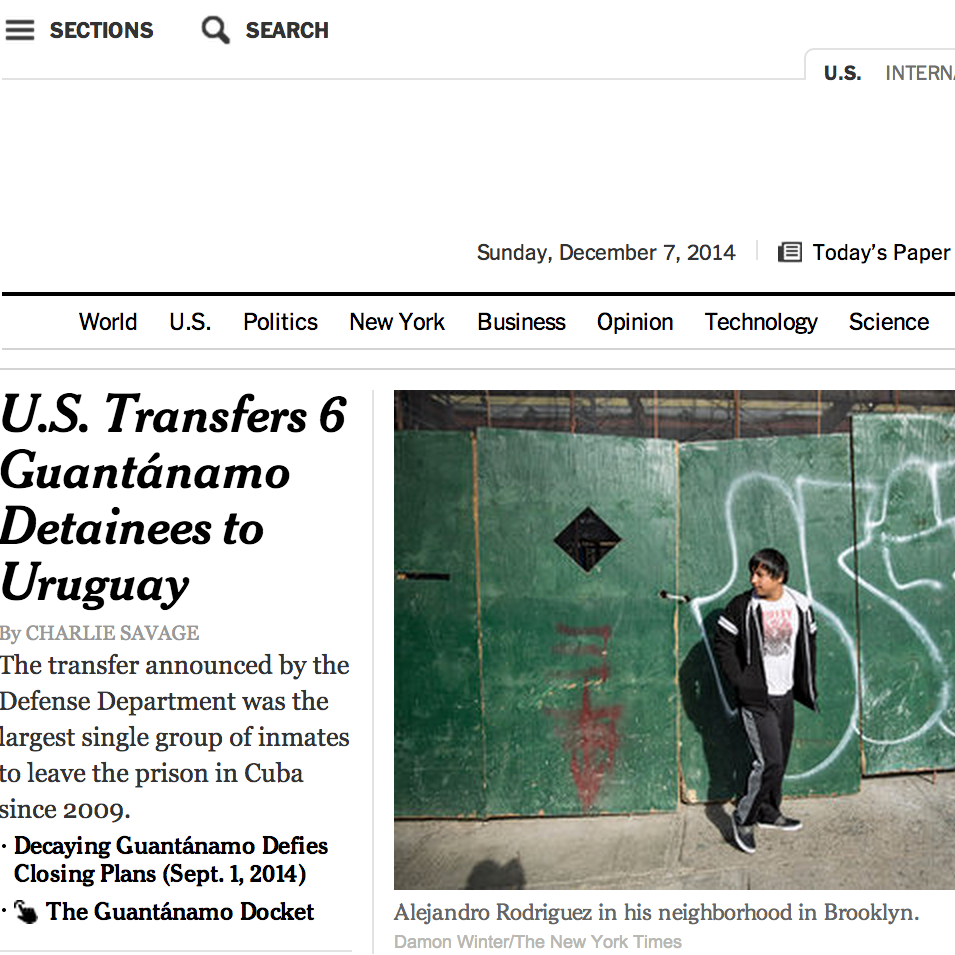 SECTIONS SEARCH
U.S. INTERNA
Sunday, December 7, 2014 Today’s Paper
World U.S. Politics New York Business Opinion Technology Science
U.S. Transfers 6
Guantánamo
Detainees to
Uruguay
By CHARLIE SAVAGE
The transfer announced by the
Defense Department was the
largest single group of inmates
to leave the prison in Cuba
since 2009.
· Decaying Guantánamo Defies
Closing Plans (Sept. 1, 2014)
· The Guantánamo Docket
Alejandro Rodriguez in his neighborhood in Brooklyn.
Damon Winter/The New York Times